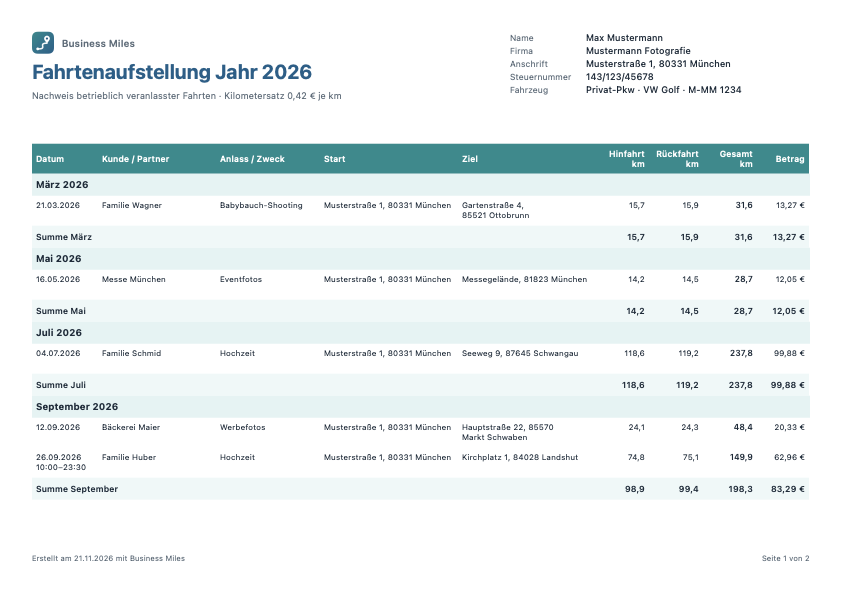 Business Miles
Fahrtenaufstellung Jahr 2026
Nachweis betrieblich veranlasster Fahrten · Kilometersatz 0,42 € je km
Name Max Mustermann
Firma Mustermann Fotografie
Anschrift Musterstraße 1, 80331 München
Steuernummer 143/123/45678
Fahrzeug Privat-Pkw · VW Golf · M-MM 1234
Datum Kunde / Partner Anlass / Zweck Start Ziel Hinfahrt km Rückfahrt km Gesamt km Betrag
März 2026
21.03.2026 Familie Wagner Babybauch-Shooting Musterstraße 1, 80331 München Gartenstraße 4, 15,7 15,9 31,6 13,27 €
85521 Ottobrunn
Summe März 15,7 15,9 31,6 13,27 €
Mai 2026
16.05.2026 Messe München Eventfotos Musterstraße 1, 80331 München Messegelände, 81823 München 14,2 14,5 28,7 12,05 €
Summe Mai 14,2 14,5 28,7 12,05 €
Juli 2026
04.07.2026 Familie Schmid Hochzeit Musterstraße 1, 80331 München Seeweg 9, 87645 Schwangau 118,6 119,2 237,8 99,88 €
Summe Juli 118,6 119,2 237,8 99,88 €
September 2026
12.09.2026 Bäckerei Maier Werbefotos Musterstraße 1, 80331 München Hauptstraße 22, 85570 24,1 24,3 48,4 20,33 €
Markt Schwaben
26.09.2026 Familie Huber Hochzeit Musterstraße 1, 80331 München Kirchplatz 1, 84028 Landshut 74,8 75,1 149,9 62,96 €
10:00–23:30
Summe September 98,9 99,4 198,3 83,29 €
Erstellt am 21.11.2026 mit Business Miles
Seite 1 von 2